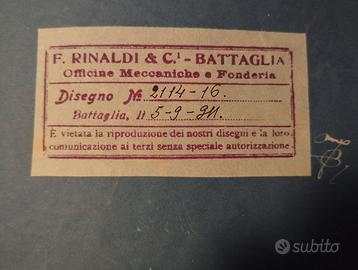 F. RINALDI & C.i - BATTAGLIA
Officine Meccaniche e Fonderia
Disegno № 2114-16.
Battaglia, li 5-9-
È vietata la riproduzione dei nostri disegni e la loro
comunicazione ai terzi senza speciale autorizzazione
subito